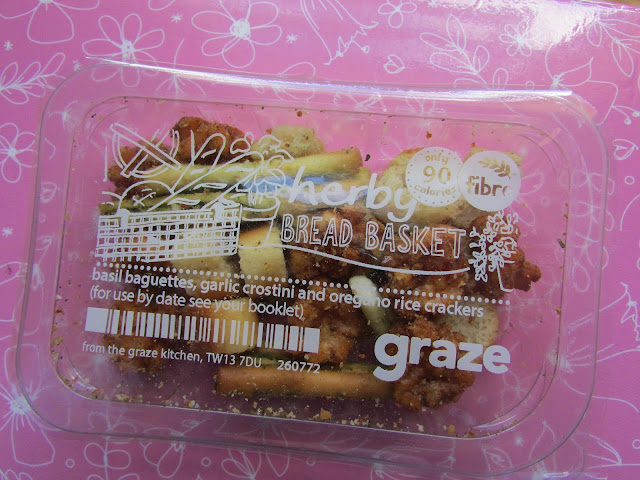 only
90
calories
fibre
herby
BREAD BASKET
basil baguettes, garlic crostini and oregano rice crackers
(for use by date see your booklet)
from the graze kitchen, TW13 7DU 260772
graze